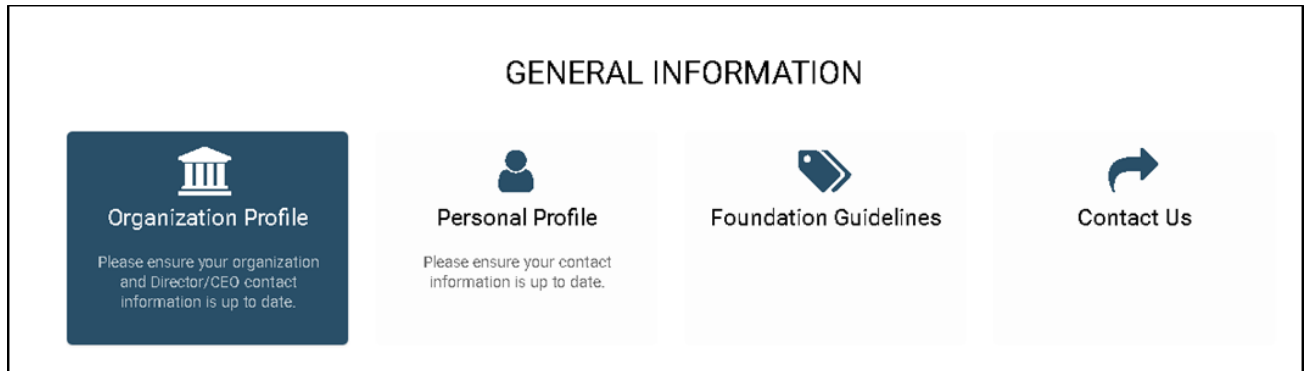 GENERAL INFORMATION
Organization Profile
Please ensure your organization
and Director/CEO contact
information is up to date.
Personal Profile
Please ensure your contact
information is up to date.
Foundation Guidelines
Contact Us